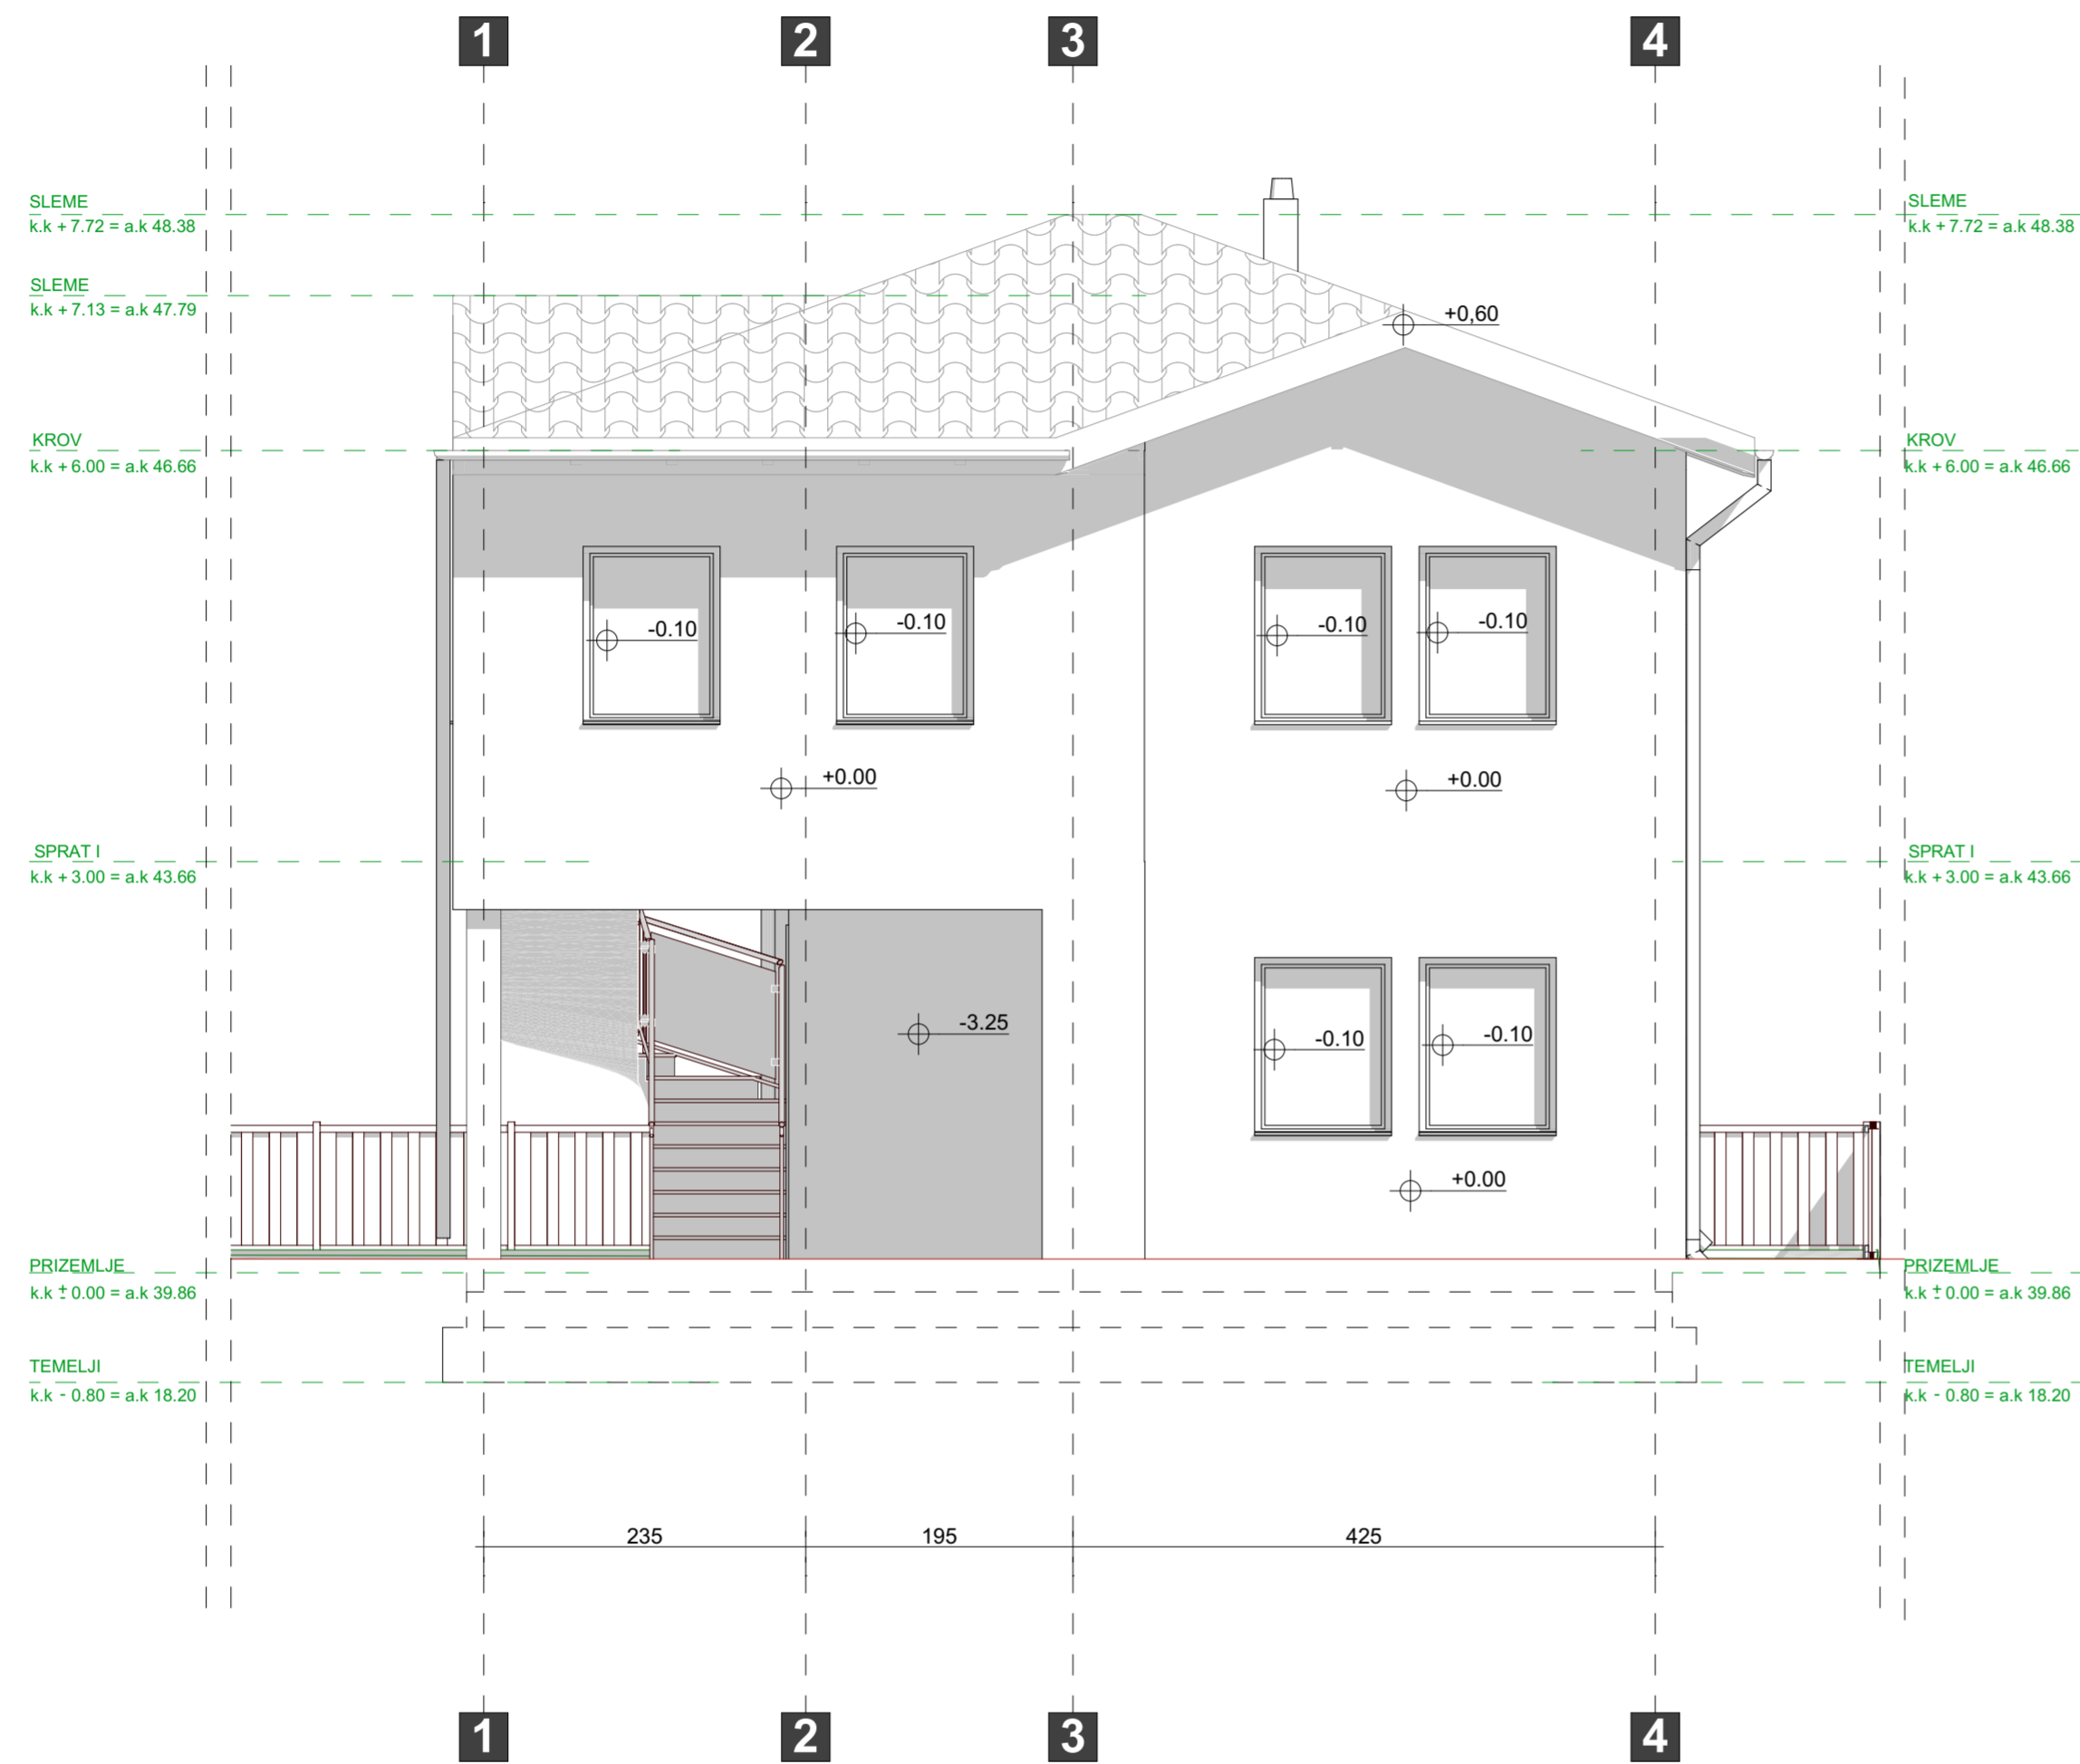 1 2 3 4
SLEME
k.k + 7.72 = a.k 48.38
SLEME
k.k + 7.72 = a.k 48.38
SLEME
k.k + 7.13 = a.k 47.79
+0,60
KROV
k.k + 6.00 = a.k 46.66
KROV
k.k + 6.00 = a.k 46.66
-0.10
-0.10
-0.10
-0.10
+0.00
+0.00
SPRAT I
k.k + 3.00 = a.k 43.66
SPRAT I
k.k + 3.00 = a.k 43.66
-3.25
-0.10
-0.10
+0.00
PRIZEMLJE
k.k ± 0.00 = a.k 39.86
PRIZEMLJE
k.k ± 0.00 = a.k 39.86
TEMELJI
k.k - 0.80 = a.k 18.20
TEMELJI
k.k - 0.80 = a.k 18.20
235 195 425
1 2 3 4